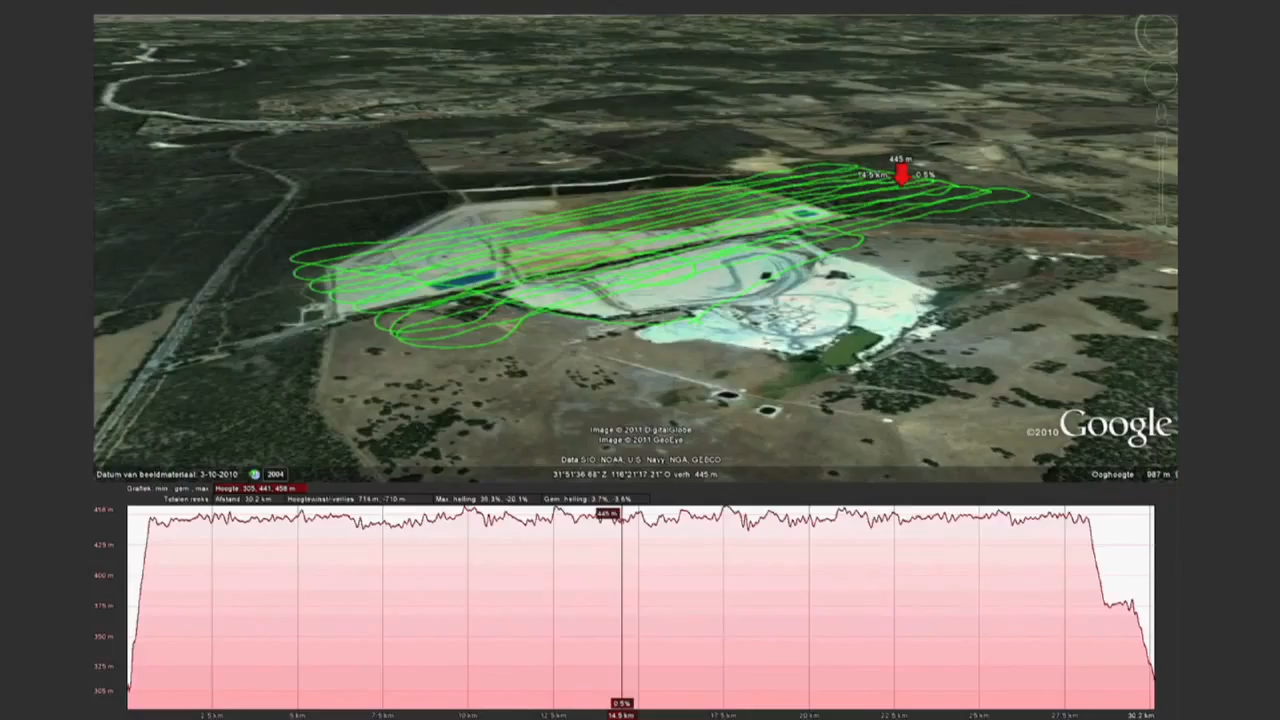 445 m
14.5 km
0.5%
©2010 Google
Image © 2011 DigitalGlobe
Image © 2011 GeoEye
Data SIO, NOAA, U.S. Navy, NGA, GEBCO
Datum van beeldmateriaal: 3-10-2010
2004
31°51'36.68" Z, 116°21'17.21" O verh 445 m
Ooghoogte 987 m
Grafiek: min., gem., max. Hoogte: 305, 441, 458 m
Totalen reeks: Afstand: 30.2 km Hoogtewinst/-verlies: 714 m, -710 m Max. helling: 36.3%, -20.1% Gem. helling: 3.7%, -3.6%
458 m
445 m
425 m
400 m
375 m
350 m
325 m
305 m
0.5%
2.5 km 5 km 7.5 km 10 km 12.5 km 14.5 km 17.5 km 20 km 22.5 km 25 km 27.5 km 30.2 km